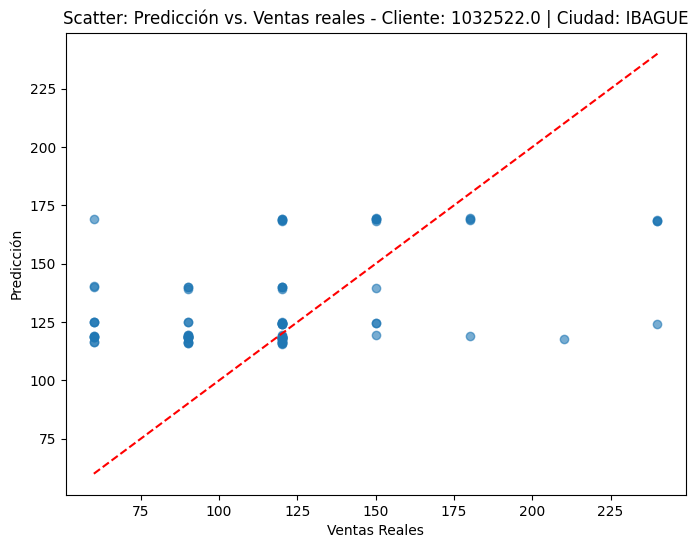 Scatter: Predicción vs. Ventas reales - Cliente: 1032522.0 | Ciudad: IBAGUE
225
200
175
150
125
100
75
Predicción
75 100 125 150 175 200 225
Ventas Reales